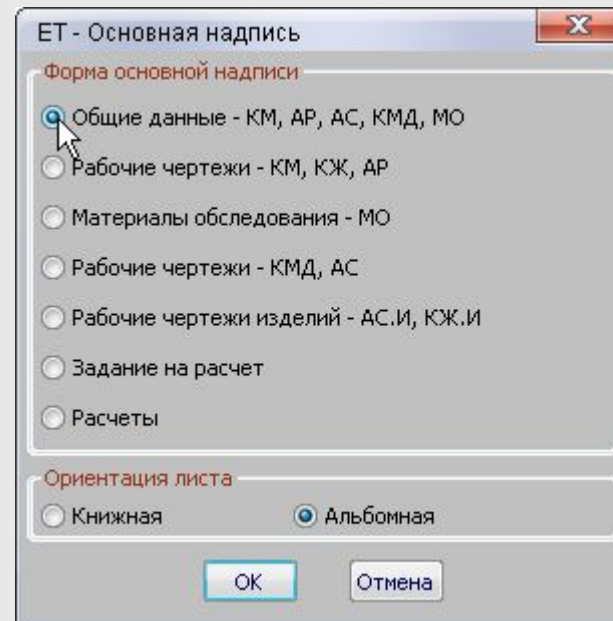 ЕТ - Основная надпись
Форма основной надписи
Общие данные - КМ, АР, АС, КМД, МО
Рабочие чертежи - КМ, КЖ, АР
Материалы обследования - МО
Рабочие чертежи - КМД, АС
Рабочие чертежи изделий - АС.И, КЖ.И
Задание на расчет
Расчеты
Ориентация листа
Книжная Альбомная
ОК Отмена